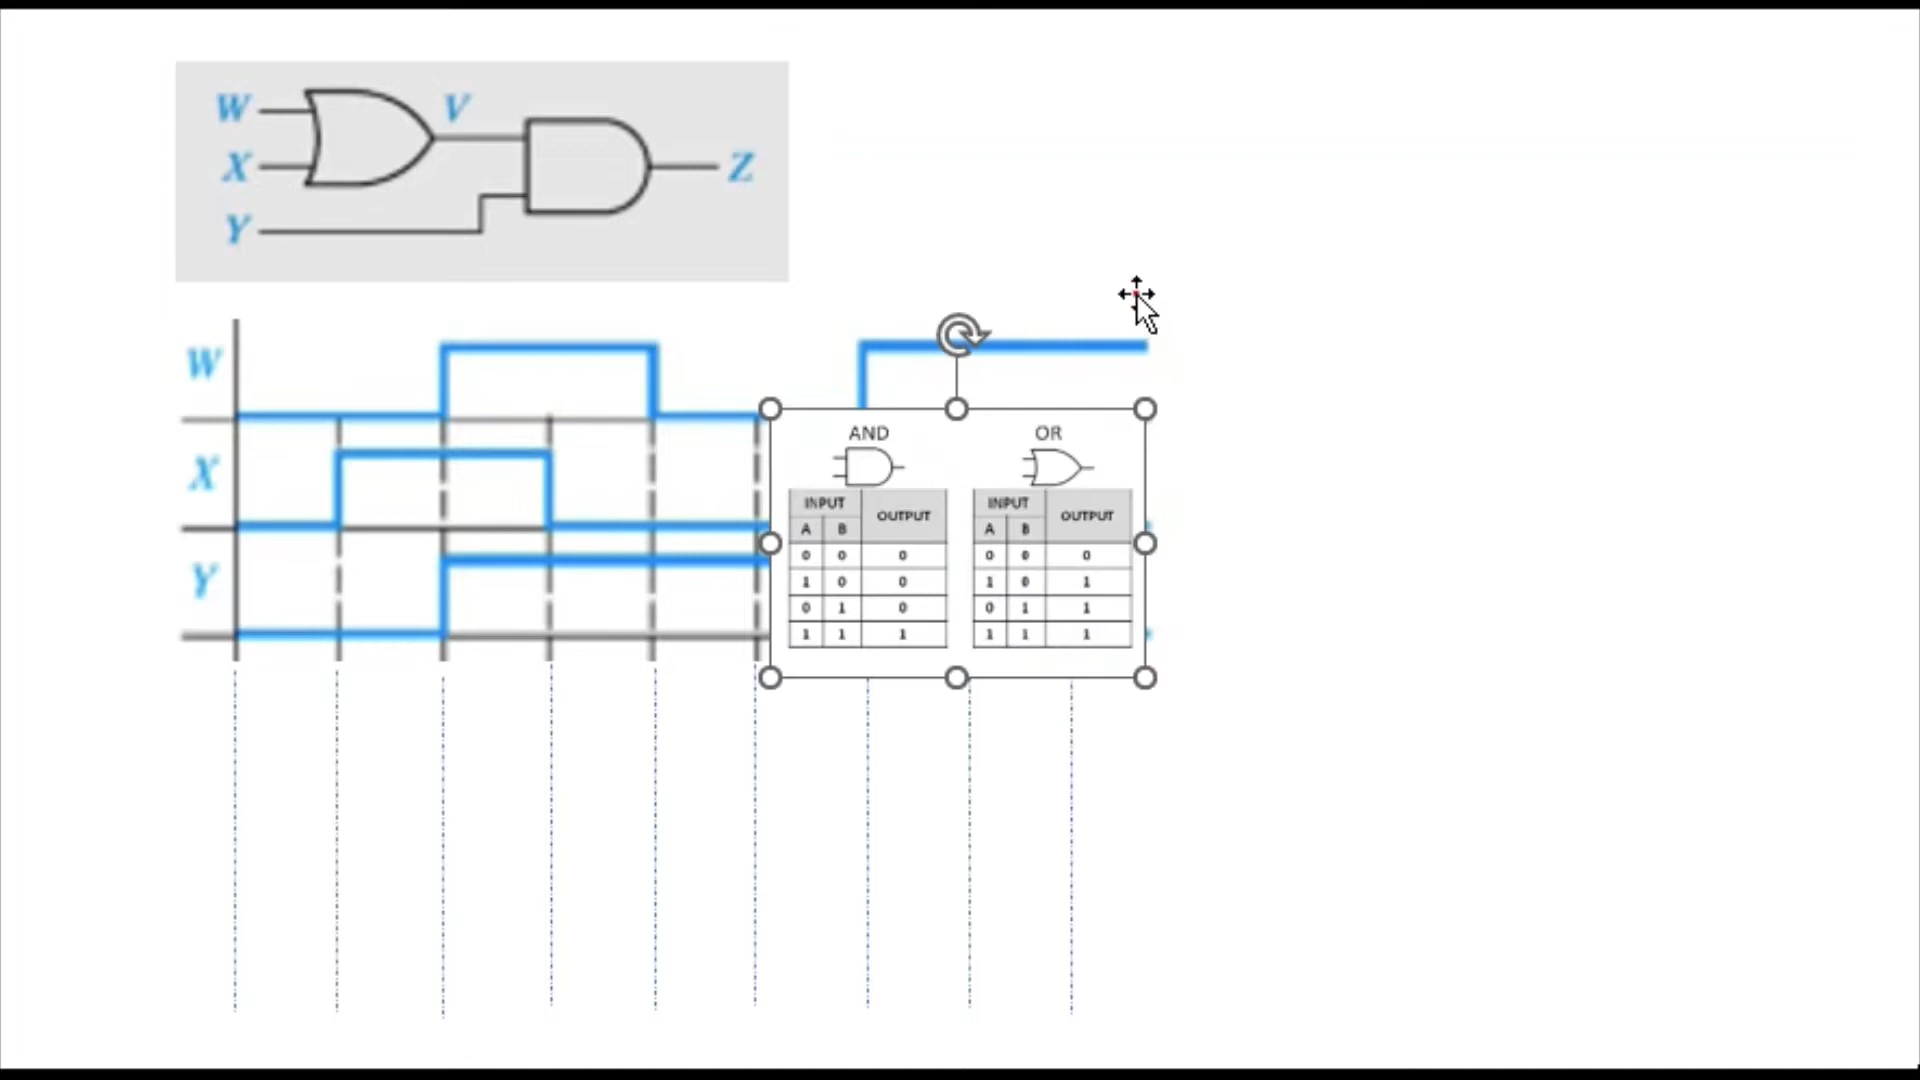 W
V
X
Z
Y
W
X
Y
AND OR
INPUT OUTPUT INPUT OUTPUT
A B A B
0 0 0 0 0 0
1 0 0 1 0 1
0 1 0 0 1 1
1 1 1 1 1 1